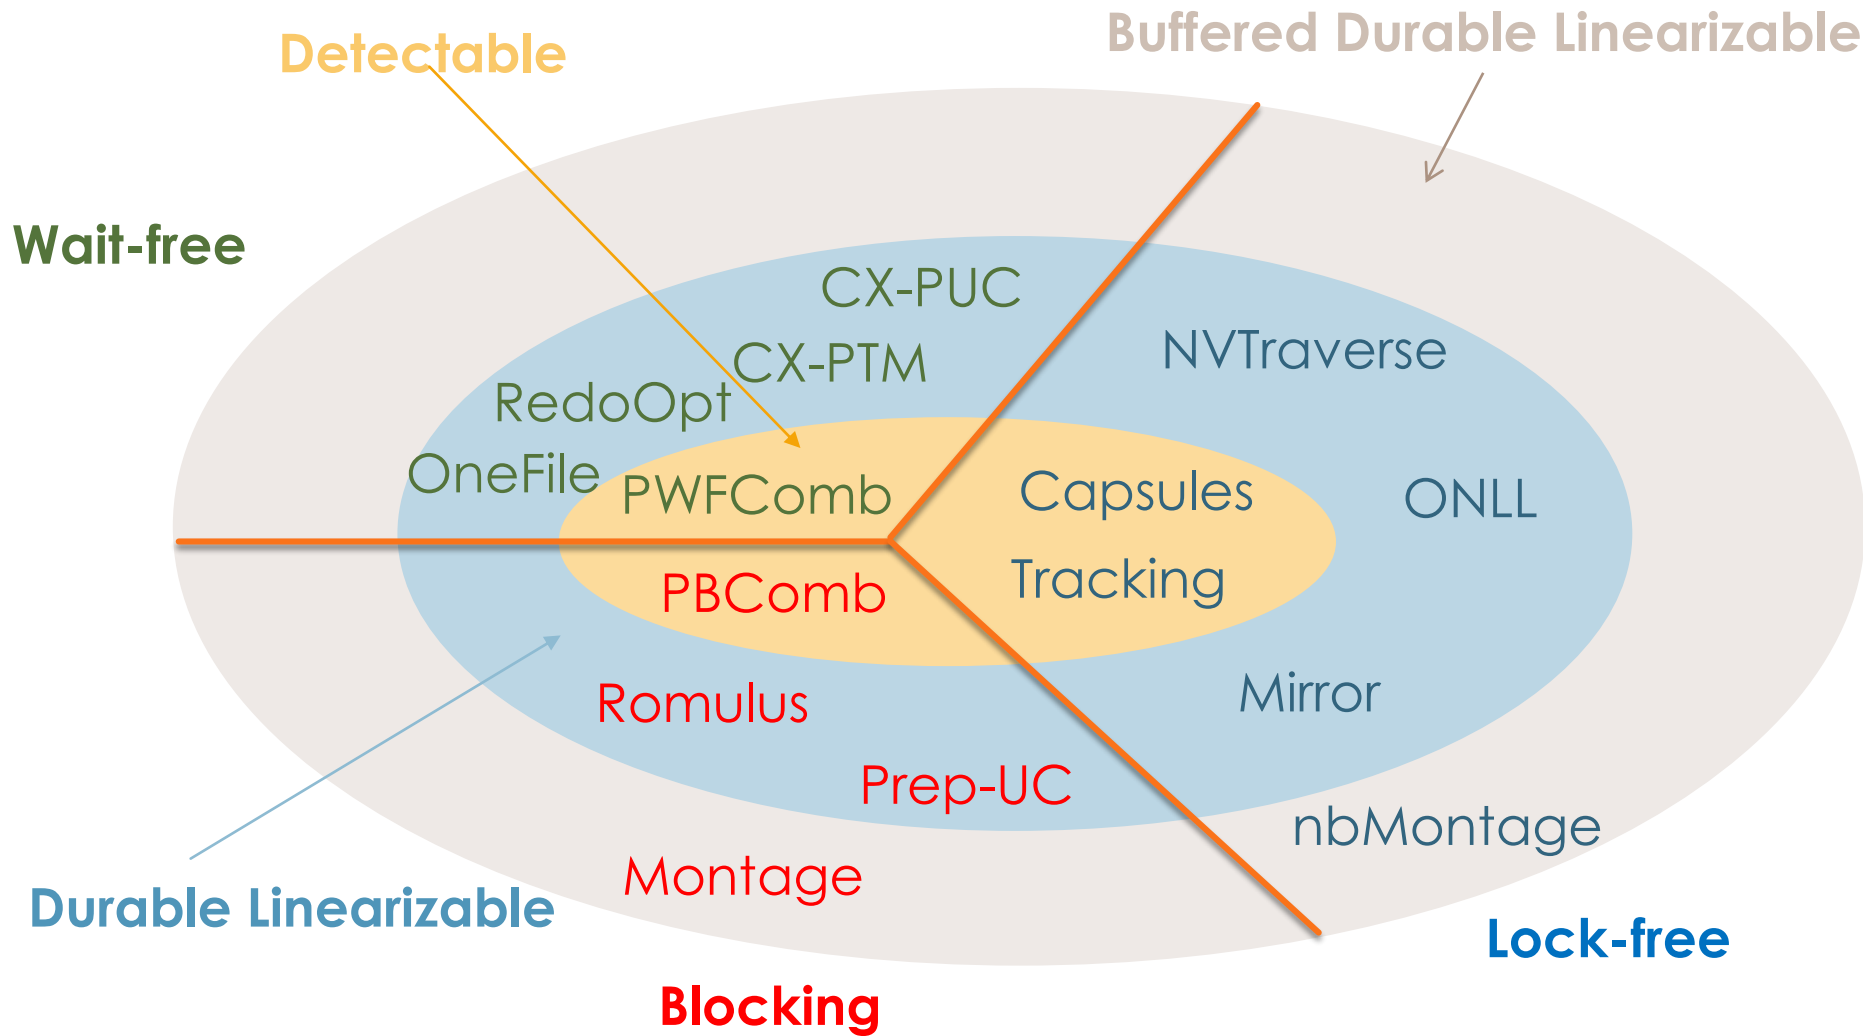 Buffered Durable Linearizable
Detectable
Wait-free
CX-PUC
NVTraverse
CX-PTM
RedoOpt
OneFile
PWFComb
Capsules
ONLL
Tracking
PBComb
Romulus
Mirror
Prep-UC
nbMontage
Montage
Durable Linearizable
Lock-free
Blocking